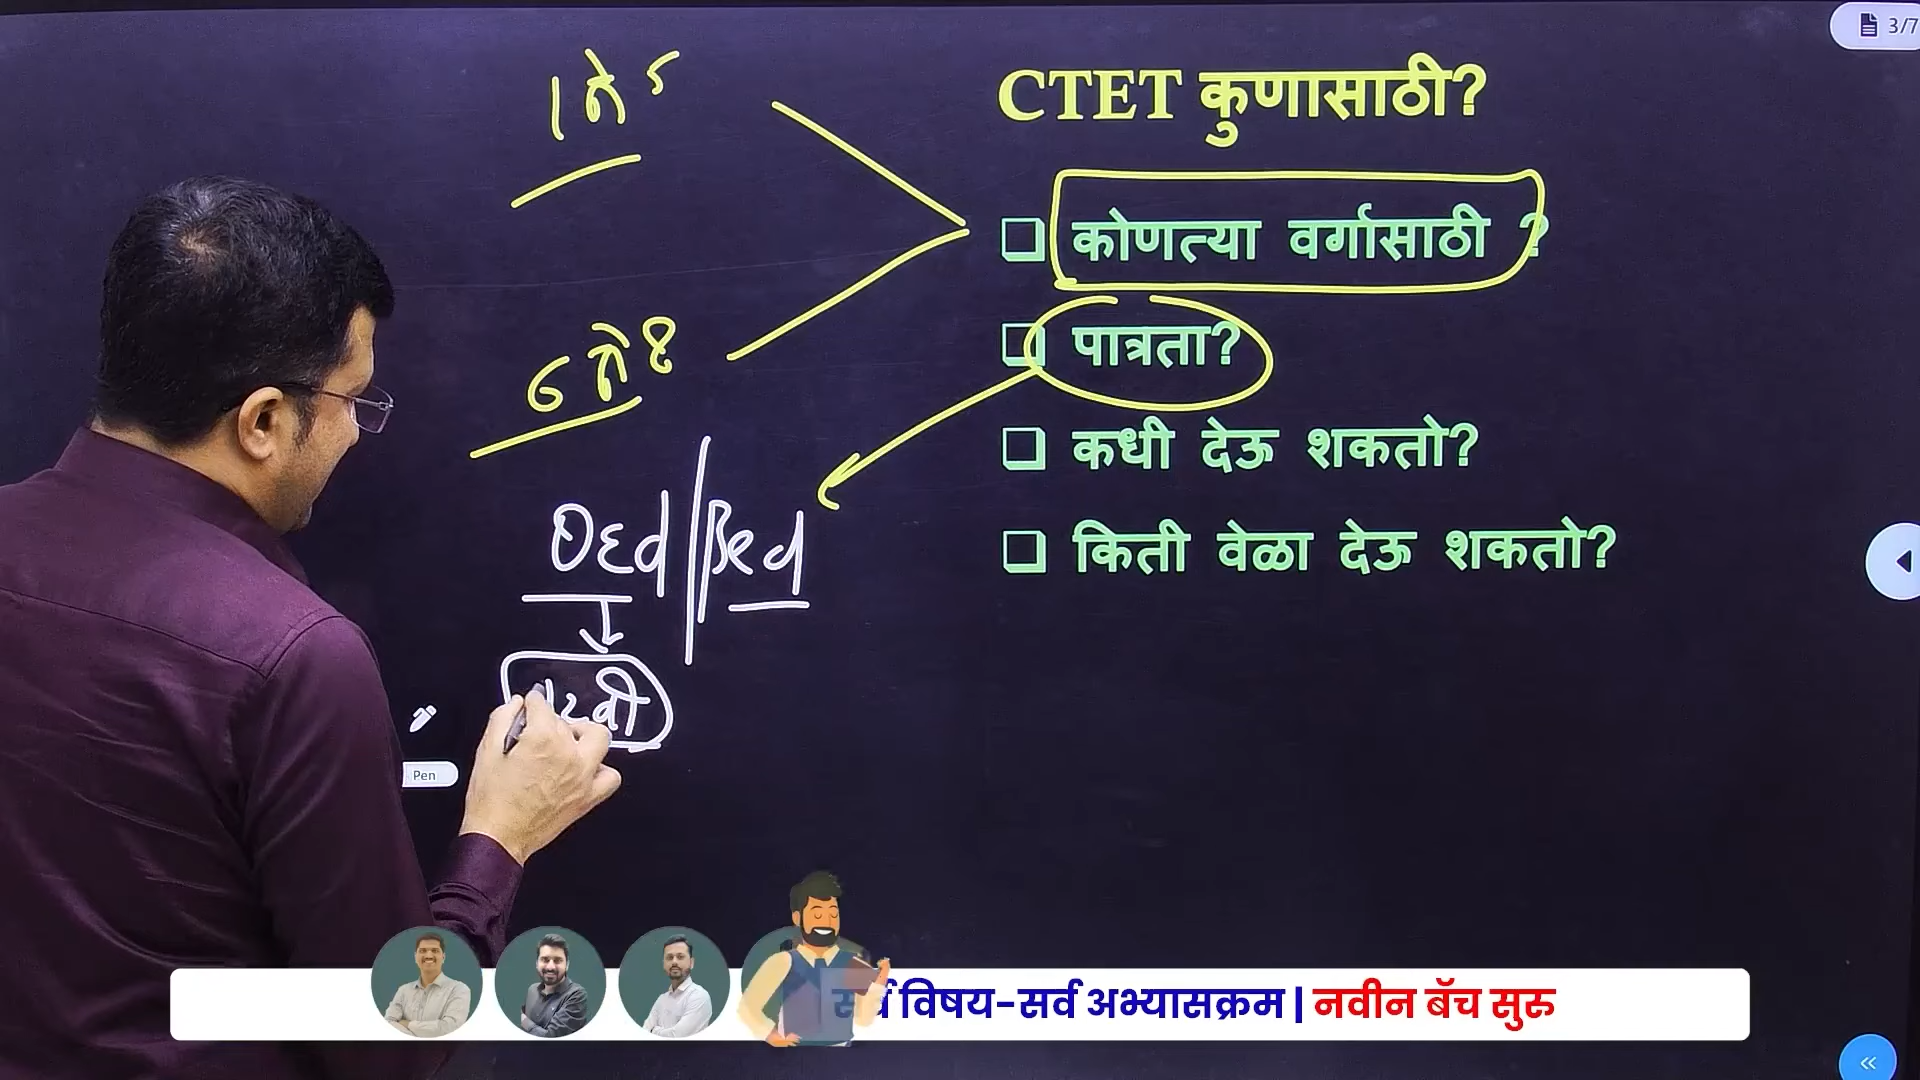 3/7
CTET कुणासाठी?
कोणत्या वर्गासाठी ?
पात्रता?
कधी देऊ शकतो?
किती वेळा देऊ शकतो?
1 ते ५
६ ते ८
DEd | Bed
Pen
सर्व विषय-सर्व अभ्यासक्रम | नवीन बॅच सुरु